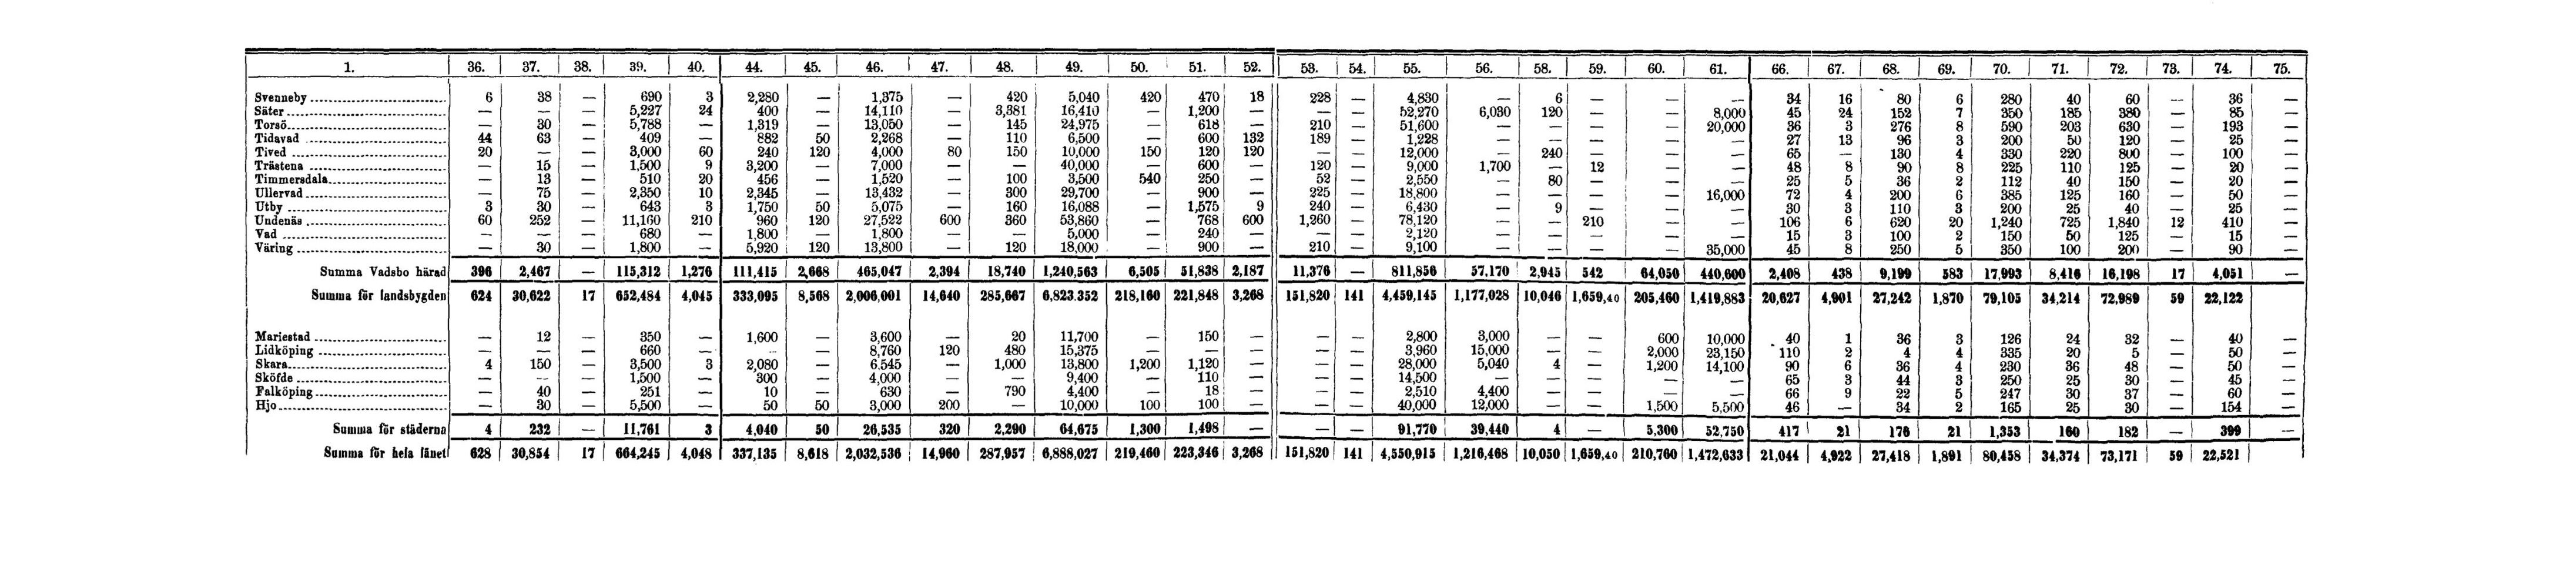 1. 36. 37. 38. 39. 40. 44. 45. 46. 47. 48. 49. 50. 51. 52. 53. 54. 55. 56. 58. 59. 60. 61. 66. 67. 68. 69. 70. 71. 72. 73. 74. 75.
Svenneby 6 38 — 690 3 2,280 — 1,375 — 420 5,040 420 470 18 228 — 4,830 — 6 — — — 34 16 80 6 280 40 60 — 36 —
Säter — — — 5,227 24 400 — 14,110 — 3,381 16,410 — 1,200 — — — 52,270 6,030 120 — — 8,000 45 24 152 7 350 185 380 — 85 —
Torsö — 30 — 5,788 — 1,319 — 13,050 — 145 24,975 — 618 — 210 — 51,600 — — — — 20,000 36 3 276 8 590 203 630 — 193 —
Tidavad 44 63 — 409 — 882 50 2,268 — 110 6,500 — 600 132 189 — 1,228 — — — — — 27 13 96 3 200 50 120 — 25 —
Tived 20 — — 3,000 60 240 120 4,000 80 150 10,000 150 120 120 — — 12,000 — 240 — — — 65 — 130 4 330 220 800 — 100 —
Trästena — 15 — 1,500 9 3,200 — 7,000 — — 40,000 — 600 — 120 — 9,000 1,700 — 12 — — 48 8 90 8 225 110 125 — 20 —
Timmersdala — 13 — 510 20 456 — 1,520 — 100 3,500 540 250 — 52 — 2,550 — 80 — — — 25 5 36 2 112 40 150 — 20 —
Ullervad — 75 — 2,350 10 2,345 — 13,432 — 300 29,700 — 900 — 225 — 18,800 — — — — 16,000 72 4 200 6 385 125 160 — 50 —
Utby 3 30 — 643 3 1,750 50 5,075 — 160 16,088 — 1,575 9 240 — 6,430 — 9 — — — 30 3 110 3 200 25 40 — 25 —
Undenäs 60 252 — 11,160 210 960 120 27,522 600 360 53,860 — 768 600 1,260 — 78,120 — — 210 — — 106 6 620 20 1,240 725 1,840 12 410 —
Vad — — — 680 — 1,800 — 1,800 — — 5,000 — 240 — — — 2,120 — — — — — 15 3 100 2 150 50 125 — 15 —
Väring — 30 — 1,800 — 5,920 120 13,800 — 120 18,000 — 900 — 210 — 9,100 — — — — 35,000 45 8 250 5 350 100 200 — 90 —
Summa Vadsbo härad 396 2,467 — 115,312 1,276 111,415 2,668 465,047 2,394 18,740 1,240,563 6,505 51,838 2,187 11,376 — 811,856 57,170 2,945 542 64,050 440,600 2,408 438 9,199 583 17,993 8,416 16,198 17 4,051 —
Summa för landsbygden 624 30,622 17 652,484 4,045 333,095 8,568 2,006,001 14,640 285,667 6,823.352 218,160 221,848 3,268 151,820 141 4,459,145 1,177,028 10,046 1,659,40 205,460 1,419,883 20,627 4,901 27,242 1,870 79,105 34,214 72,989 59 22,122
Mariestad — 12 — 350 — 1,600 — 3,600 — 20 11,700 — 150 — — — 2,800 3,000 — — 600 10,000 40 1 36 3 126 24 32 — 40 —
Lidköping — — — 660 — - — 8,760 120 480 15,375 — — — — — 3,960 15,000 — — 2,000 23,150 110 2 4 4 335 20 5 — 50 —
Skara 4 150 — 3,500 3 2,080 — 6.545 — 1,000 13,800 1,200 1,120 — — — 28,000 5,040 4 — 1,200 14,100 90 6 36 4 230 36 48 — 50 —
Sköfde — — — 1,500 — 300 — 4,000 — — 9,400 — 110 — — — 14,500 — — — — — 65 3 44 3 250 25 30 — 45 —
Falköping — 40 — 251 — 10 — 630 — 790 4,400 — 18 — — — 2,510 4,400 — — — — 66 9 22 5 247 30 37 — 60 —
Hjo — 30 — 5,500 — 50 50 3,000 200 — 10,000 100 100 — — — 40,000 12,000 — — 1,500 5,500 46 — 34 2 165 25 30 — 154 —
Summa för städerna 4 232 — 11,761 3 4,040 50 26,535 320 2,290 64,675 1,300 1,498 — — — 91,770 39,440 4 — 5,300 52,750 417 21 176 21 1,353 160 182 — 399 —
Summa för hela länet 628 30,854 17 664,245 4,048 337,135 8,618 2,032,536 14,960 287,957 6,888,027 219,460 223,346 3,268 151,820 141 4,550,915 1,216,468 10,050 1,659,40 210,760 1,472,633 21,044 4,922 27,418 1,891 80,458 34,374 73,171 59 22,521